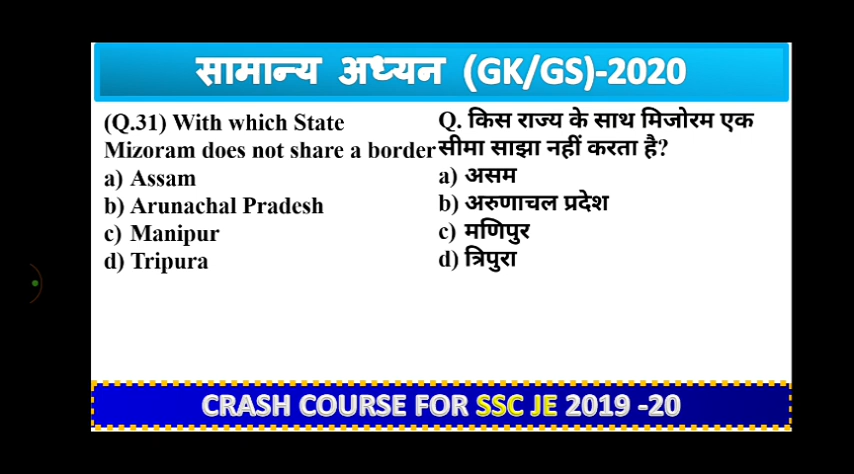 सामान्य अध्यन (GK/GS)-2020
(Q.31) With which State
Mizoram does not share a border
a) Assam
b) Arunachal Pradesh
c) Manipur
d) Tripura
Q. किस राज्य के साथ मिजोरम एक
सीमा साझा नहीं करता है?
a) असम
b) अरुणाचल प्रदेश
c) मणिपुर
d) त्रिपुरा
CRASH COURSE FOR SSC JE 2019 -20